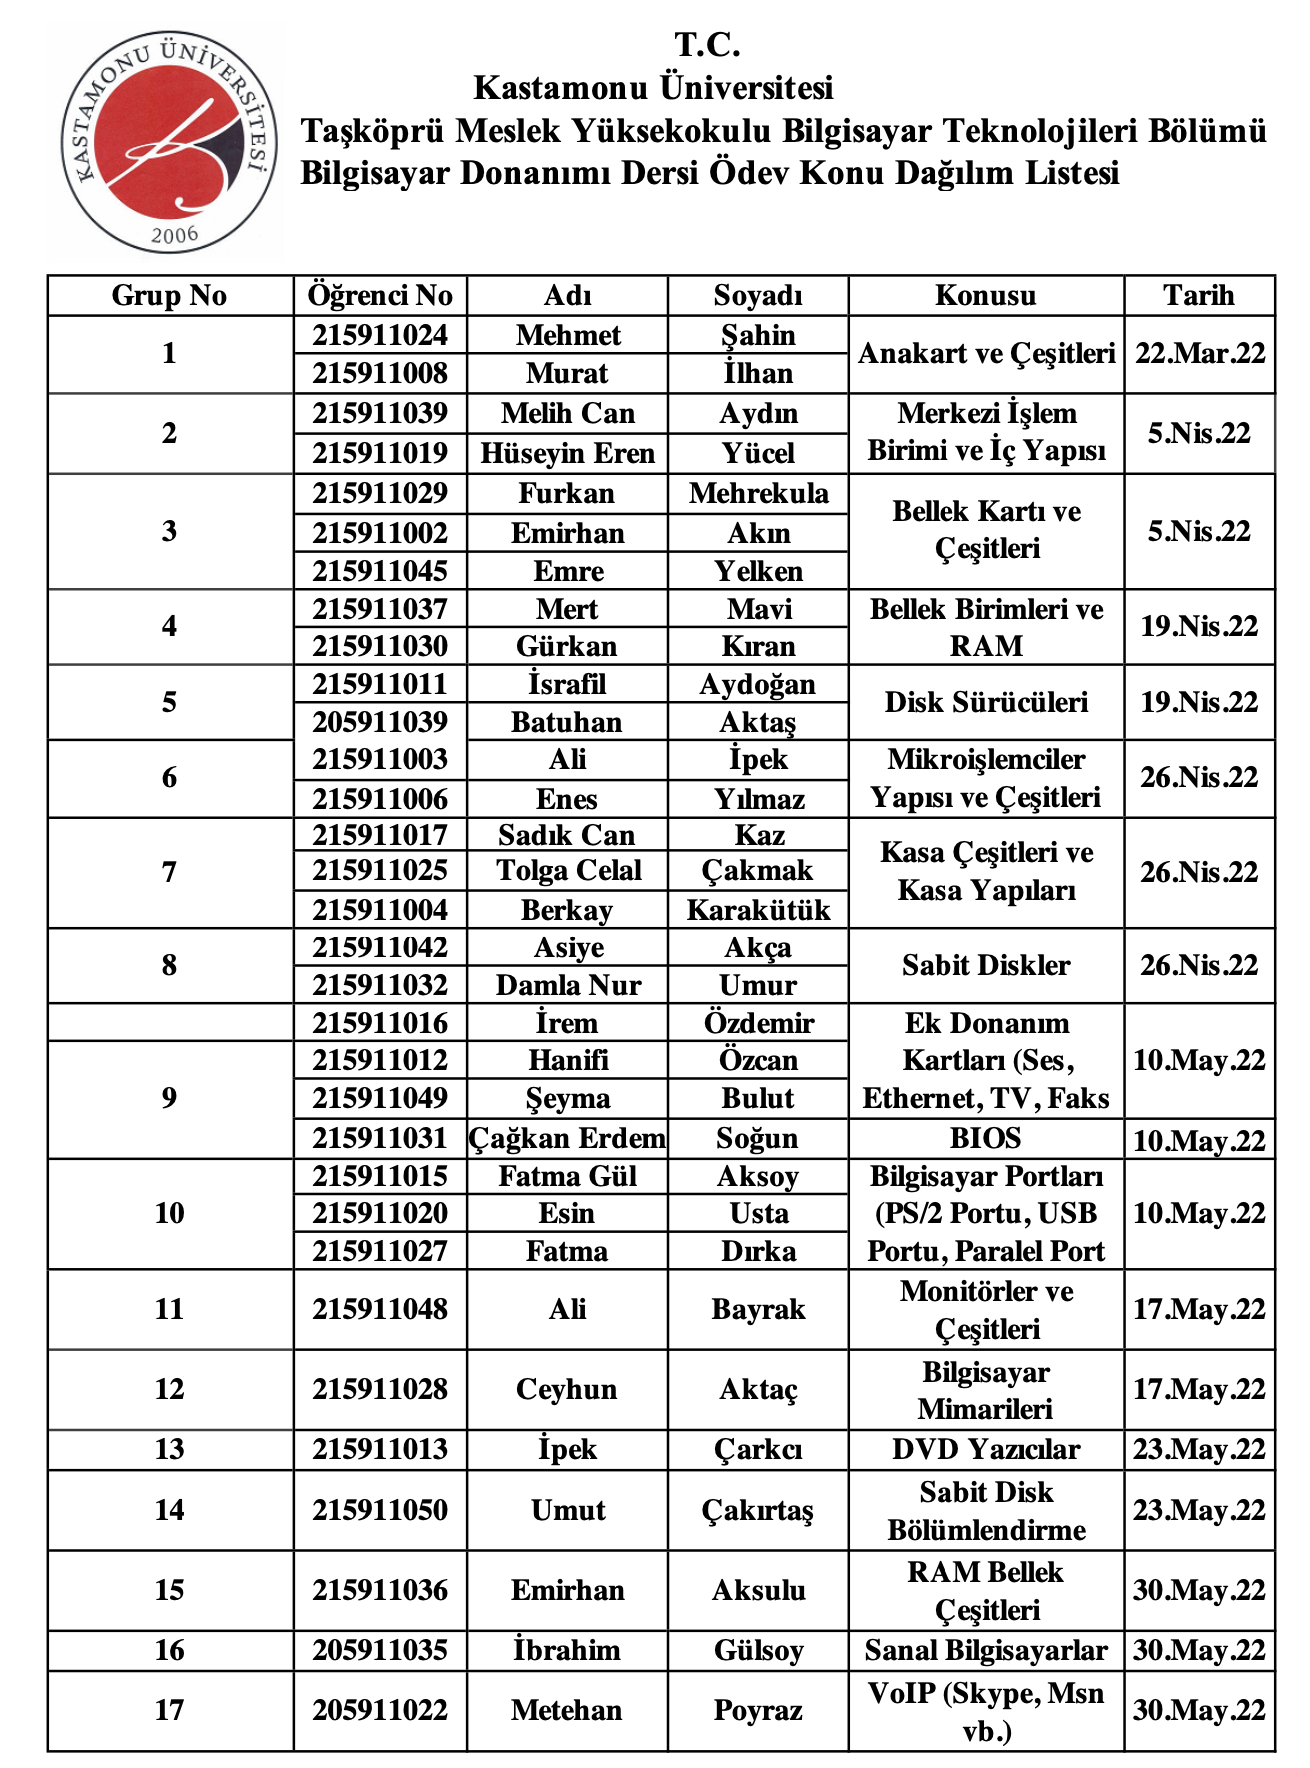 KASTAMONU ÜNİVERSİTESİ
2006
T.C.
Kastamonu Üniversitesi
Taşköprü Meslek Yüksekokulu Bilgisayar Teknolojileri Bölümü
Bilgisayar Donanımı Dersi Ödev Konu Dağılım Listesi
Grup No Öğrenci No Adı Soyadı Konusu Tarih
1 215911024 Mehmet Şahin Anakart ve Çeşitleri 22.Mar.22
215911008 Murat İlhan
2 215911039 Melih Can Aydın Merkezi İşlem 5.Nis.22
215911019 Hüseyin Eren Yücel Birimi ve İç Yapısı
3 215911029 Furkan Mehrekula Bellek Kartı ve 5.Nis.22
215911002 Emirhan Akın Çeşitleri
215911045 Emre Yelken
4 215911037 Mert Mavi Bellek Birimleri ve 19.Nis.22
215911030 Gürkan Kıran RAM
5 215911011 İsrafil Aydoğan Disk Sürücüleri 19.Nis.22
205911039 Batuhan Aktaş
6 215911003 Ali İpek Mikroişlemciler 26.Nis.22
215911006 Enes Yılmaz Yapısı ve Çeşitleri
7 215911017 Sadık Can Kaz Kasa Çeşitleri ve 26.Nis.22
215911025 Tolga Celal Çakmak Kasa Yapıları
215911004 Berkay Karakütük
8 215911042 Asiye Akça Sabit Diskler 26.Nis.22
215911032 Damla Nur Umur
215911016 İrem Özdemir Ek Donanım
9 215911012 Hanifi Özcan Kartları (Ses, 10.May.22
215911049 Şeyma Bulut Ethernet, TV, Faks
215911031 Çağkan Erdem Soğun BIOS 10.May.22
10 215911015 Fatma Gül Aksoy Bilgisayar Portları 10.May.22
215911020 Esin Usta (PS/2 Portu, USB
215911027 Fatma Dırka Portu, Paralel Port
11 215911048 Ali Bayrak Monitörler ve 17.May.22
Çeşitleri
12 215911028 Ceyhun Aktaç Bilgisayar 17.May.22
Mimarileri
13 215911013 İpek Çarkcı DVD Yazıcılar 23.May.22
14 215911050 Umut Çakırtaş Sabit Disk 23.May.22
Bölümlendirme
15 215911036 Emirhan Aksulu RAM Bellek 30.May.22
Çeşitleri
16 205911035 İbrahim Gülsoy Sanal Bilgisayarlar 30.May.22
17 205911022 Metehan Poyraz VoIP (Skype, Msn 30.May.22
vb.)